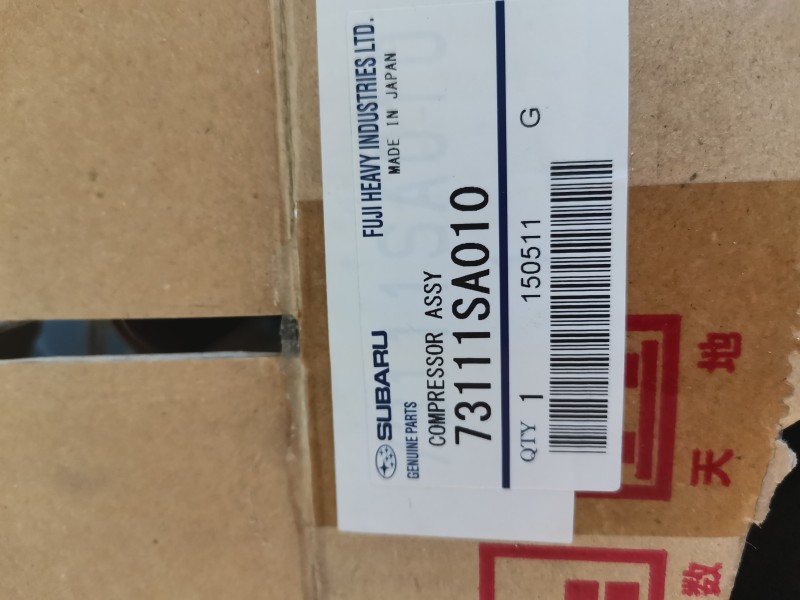 SUBARU
FUJI HEAVY INDUSTRIES LTD.
GENUINE PARTS
MADE IN JAPAN
COMPRESSOR ASSY
73111SA010
QTY 1
150511
G
天
地
数